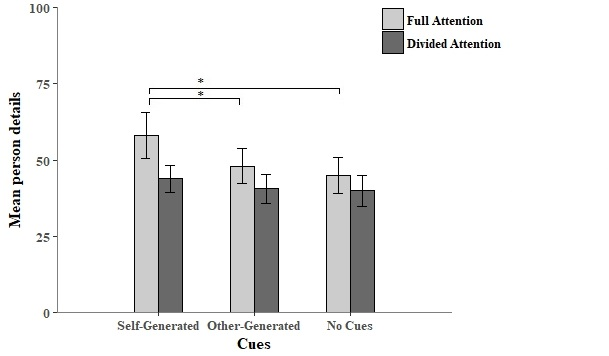 100
Full Attention
Divided Attention
75
*
*
Mean person details
50
25
0
Self-Generated Other-Generated No Cues
Cues